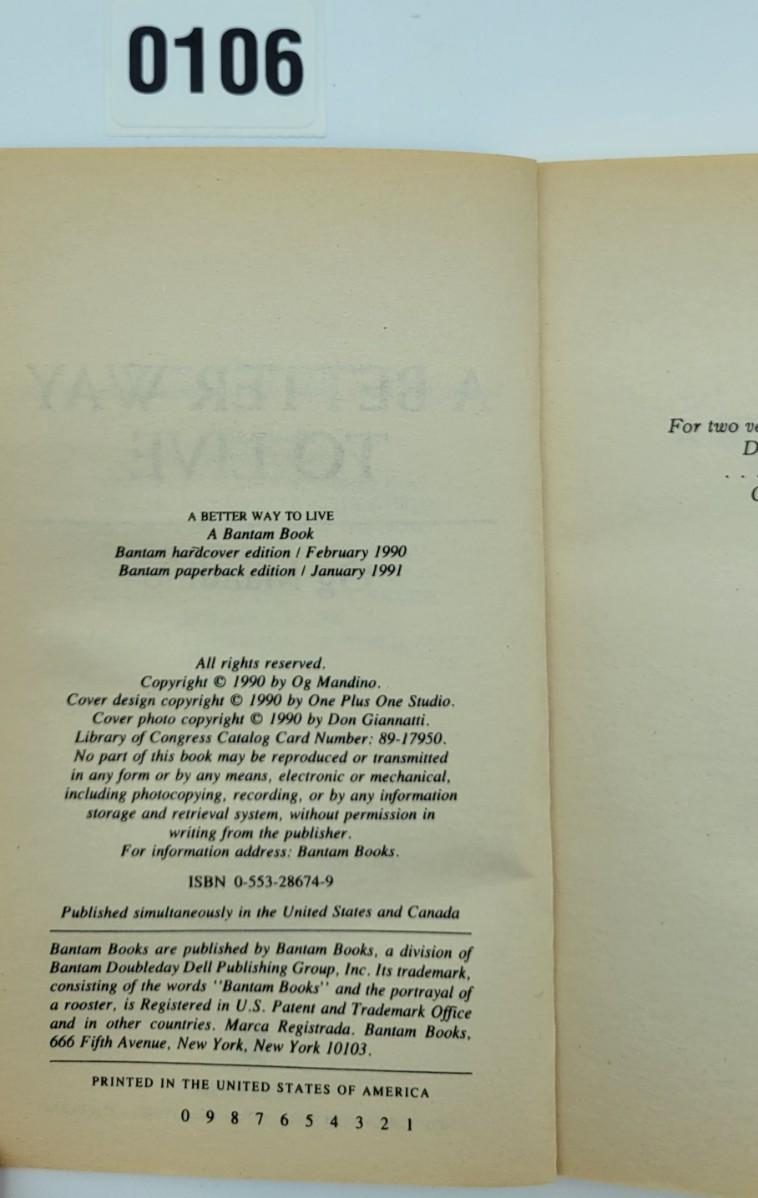 0106
A BETTER WAY
TO LIVE
A BETTER WAY TO LIVE
A Bantam Book
Bantam hardcover edition / February 1990
Bantam paperback edition / January 1991
All rights reserved.
Copyright © 1990 by Og Mandino.
Cover design copyright © 1990 by One Plus One Studio.
Cover photo copyright © 1990 by Don Giannatti.
Library of Congress Catalog Card Number: 89-17950.
No part of this book may be reproduced or transmitted
in any form or by any means, electronic or mechanical,
including photocopying, recording, or by any information
storage and retrieval system, without permission in
writing from the publisher.
For information address: Bantam Books.
ISBN 0-553-28674-9
Published simultaneously in the United States and Canada
Bantam Books are published by Bantam Books, a division of
Bantam Doubleday Dell Publishing Group, Inc. Its trademark,
consisting of the words "Bantam Books" and the portrayal of
a rooster, is Registered in U.S. Patent and Trademark Office
and in other countries. Marca Registrada. Bantam Books,
666 Fifth Avenue, New York, New York 10103.
PRINTED IN THE UNITED STATES OF AMERICA
0 9 8 7 6 5 4 3 2 1
For two